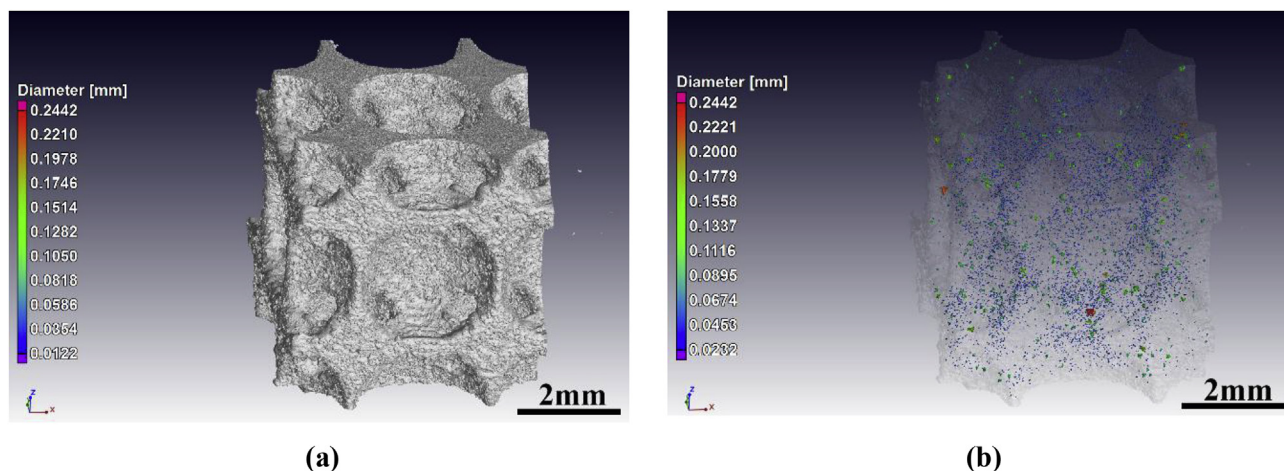 Diameter [mm]
0.2442
0.2210
0.1978
0.1746
0.1514
0.1282
0.1050
0.0818
0.0586
0.0354
0.0122
z
x
2mm
(a)
Diameter [mm]
0.2442
0.2221
0.2000
0.1779
0.1558
0.1337
0.1116
0.0895
0.0674
0.0453
0.0232
z
x
2mm
(b)